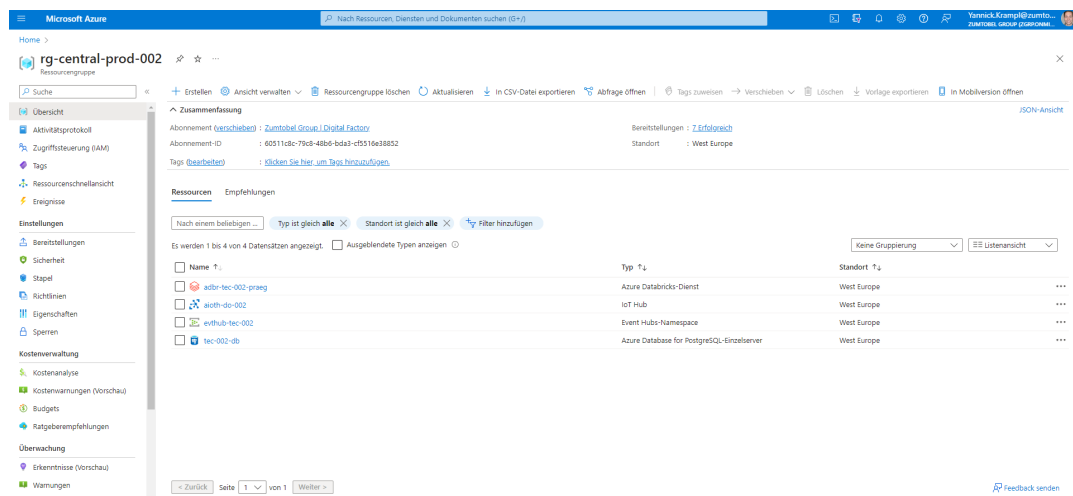 Microsoft Azure
Nach Ressourcen, Diensten und Dokumenten suchen (G+/)
Yannick.Krampl@zumto...
ZUMTOBEL GROUP (ZGRP.ONMI...
Home >
rg-central-prod-002
Ressourcengruppe
Suche
Erstellen Ansicht verwalten Ressourcengruppe löschen Aktualisieren In CSV-Datei exportieren Abfrage öffnen Tags zuweisen Verschieben Löschen Vorlage exportieren In Mobilversion öffnen
Übersicht
Aktivitätsprotokoll
Zugriffssteuerung (IAM)
Tags
Ressourcenschnellansicht
Ereignisse
Einstellungen
Bereitstellungen
Sicherheit
Stapel
Richtlinien
Eigenschaften
Sperren
Kostenverwaltung
Kostenanalyse
Kostenwarnungen (Vorschau)
Budgets
Ratgeberempfehlungen
Überwachung
Erkenntnisse (Vorschau)
Warnungen
Zusammenfassung
JSON-Ansicht
Abonnement (verschieben) : Zumtobel Group | Digital Factory
Bereitstellungen : 7 Erfolgreich
Abonnement-ID : 60511c8c-79c8-48b6-bda3-cf5516e38852
Standort : West Europe
Tags (bearbeiten) : Klicken Sie hier, um Tags hinzuzufügen.
Ressourcen Empfehlungen
Nach einem beliebigen ... Typ ist gleich alle Standort ist gleich alle Filter hinzufügen
Es werden 1 bis 4 von 4 Datensätzen angezeigt. Ausgeblendete Typen anzeigen
Keine Gruppierung Listenansicht
Name ↑ Typ ↑↓ Standort ↑↓
adbr-tec-002-praeg Azure Databricks-Dienst West Europe
aioth-do-002 IoT Hub West Europe
evthub-tec-002 Event Hubs-Namespace West Europe
tec-002-db Azure Database for PostgreSQL-Einzelserver West Europe
< Zurück Seite 1 von 1 Weiter >
Feedback senden